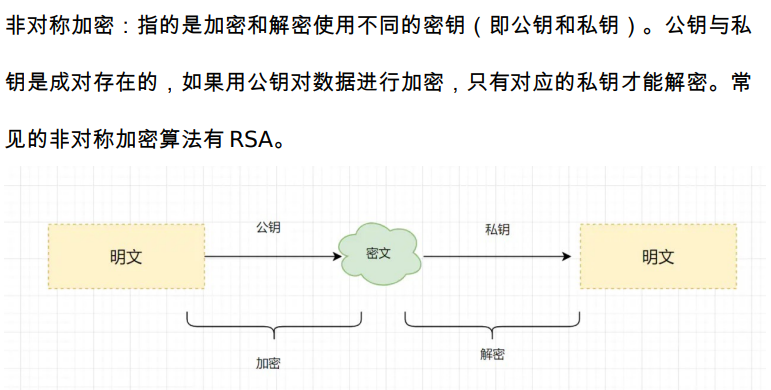 非对称加密：指的是加密和解密使用不同的密钥（即公钥和私钥）。公钥与私
钥是成对存在的，如果用公钥对数据进行加密，只有对应的私钥才能解密。常
见的非对称加密算法有 RSA。
公钥
私钥
明文
密文
明文
加密
解密